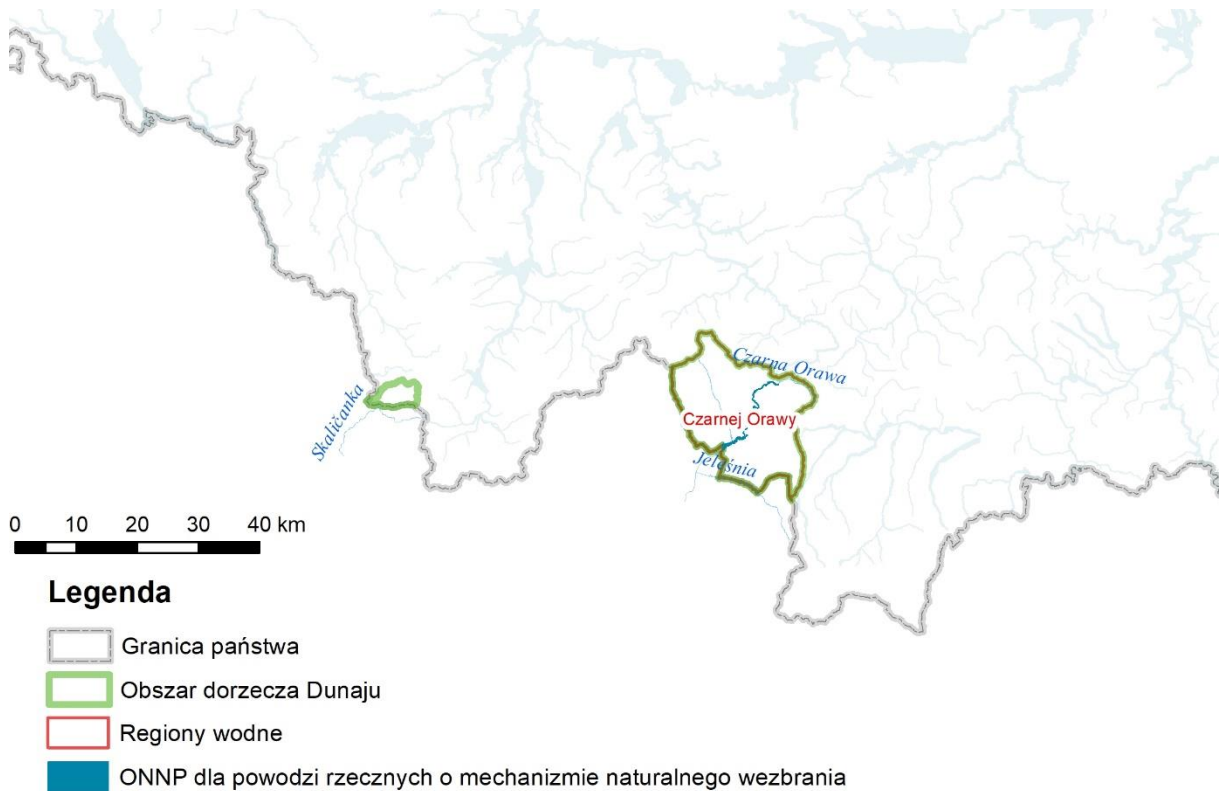 Czarna Orawa
Skaličanka
Czarnej Orawy
Jeleśnia
0 10 20 30 40 km
Legenda
Granica państwa
Obszar dorzecza Dunaju
Regiony wodne
ONNP dla powodzi rzecznych o mechanizmie naturalnego wezbrania